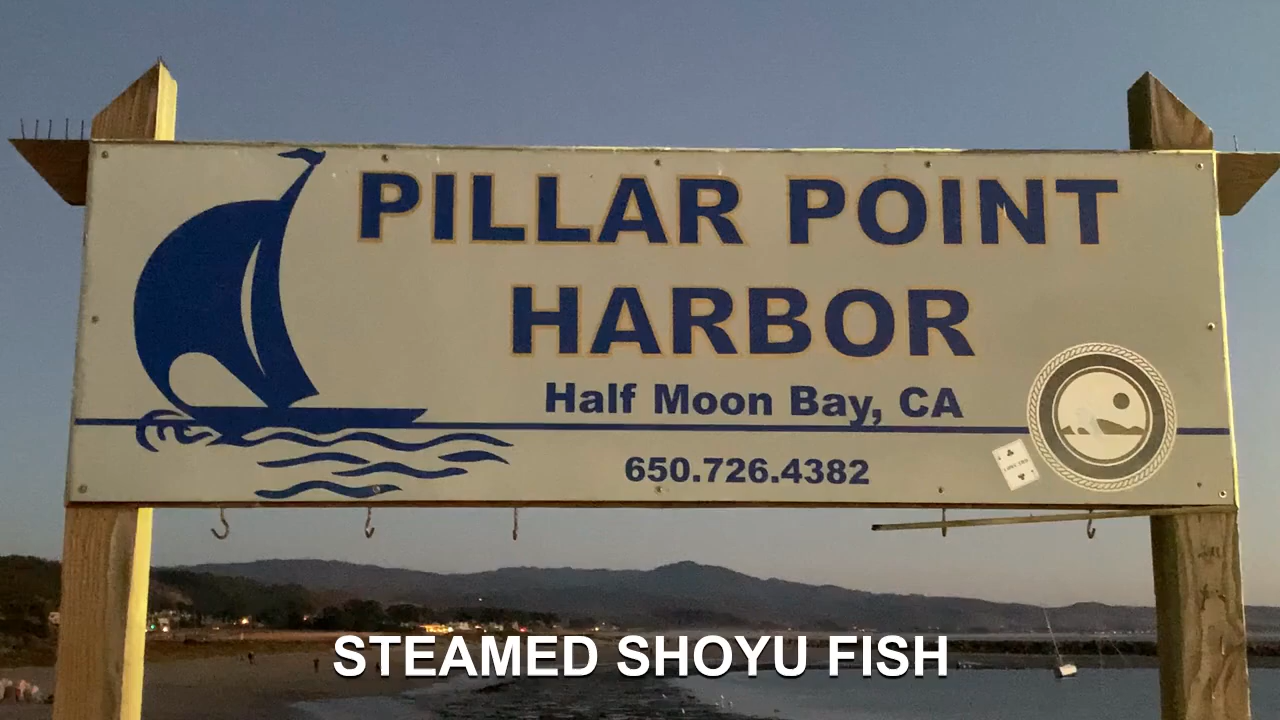 PILLAR POINT
HARBOR
Half Moon Bay, CA
650.726.4382
STEAMED SHOYU FISH